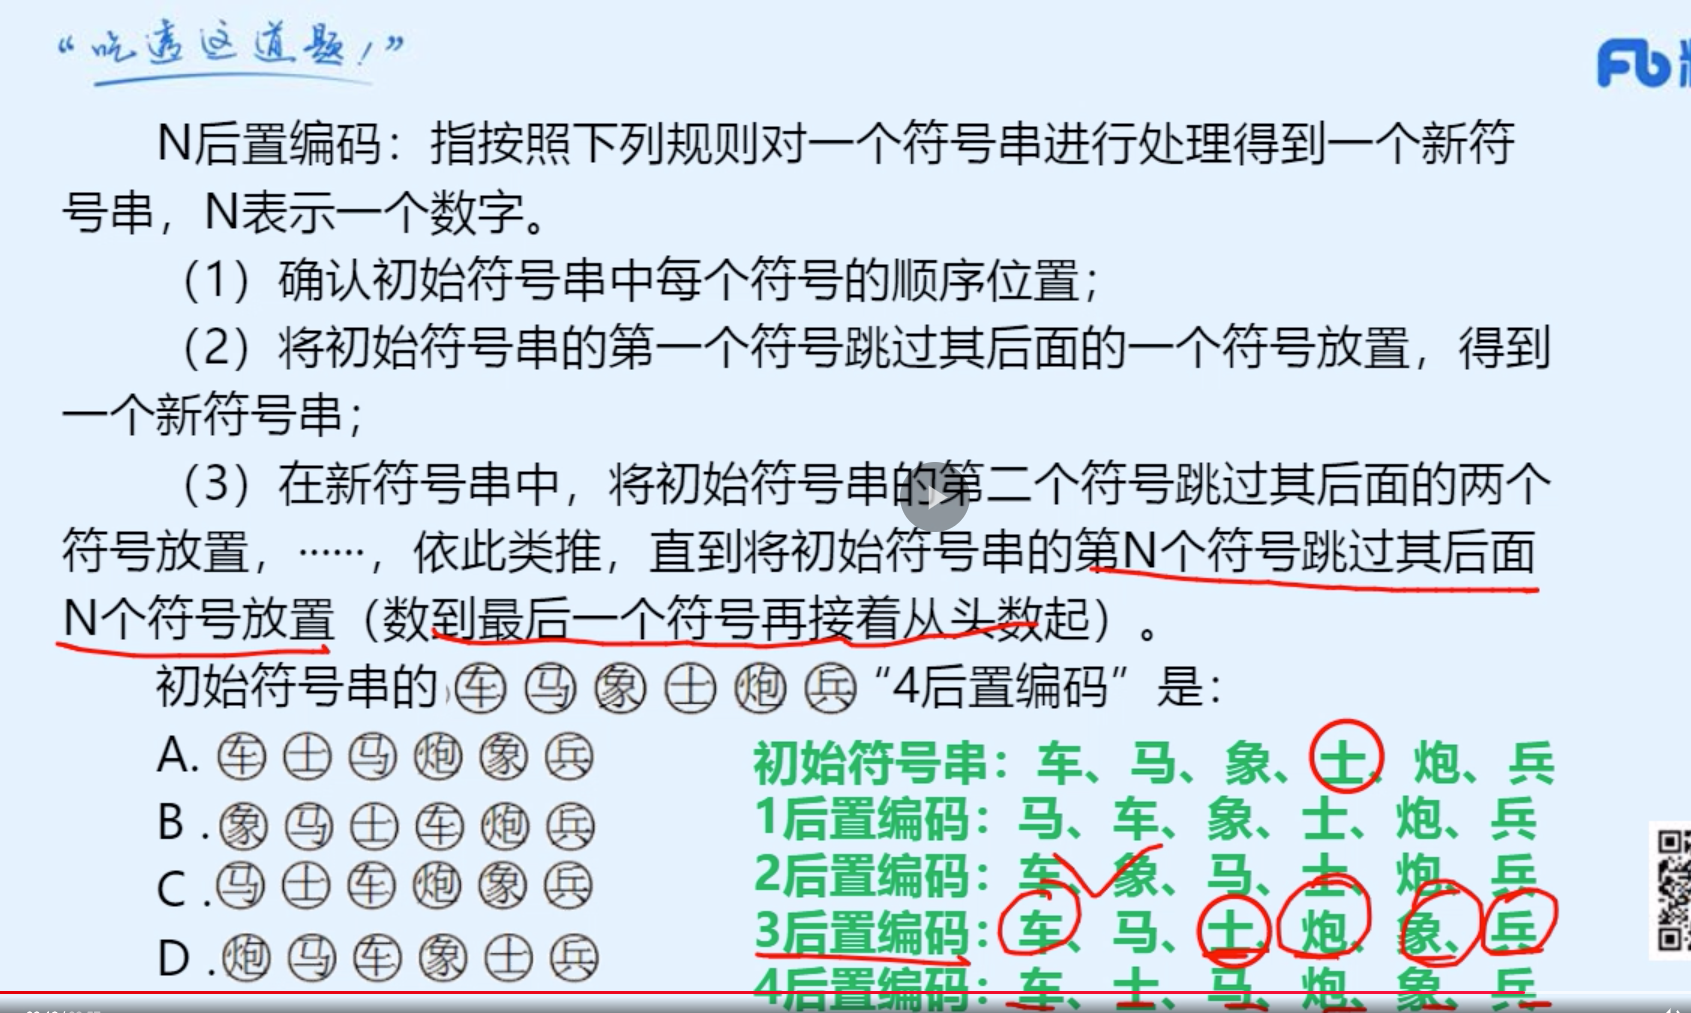 “吃透这道题！”
Fb
N后置编码：指按照下列规则对一个符号串进行处理得到一个新符
号串，N表示一个数字。
（1）确认初始符号串中每个符号的顺序位置；
（2）将初始符号串的第一个符号跳过其后面的一个符号放置，得到
一个新符号串；
（3）在新符号串中，将初始符号串的第二个符号跳过其后面的两个
符号放置，……，依此类推，直到将初始符号串的第N个符号跳过其后面
N个符号放置（数到最后一个符号再接着从头数起）。
初始符号串的 车 马 象 士 炮 兵 “4后置编码”是：
A. 车 士 马 炮 象 兵
B . 象 马 士 车 炮 兵
C . 马 士 车 炮 象 兵
D . 炮 马 车 象 士 兵
初始符号串：车、马、象、士、炮、兵
1后置编码：马、车、象、士、炮、兵
2后置编码：车、象、马、士、炮、兵
3后置编码：车、马、士、炮、象、兵
4后置编码：车、士、马、炮、象、兵